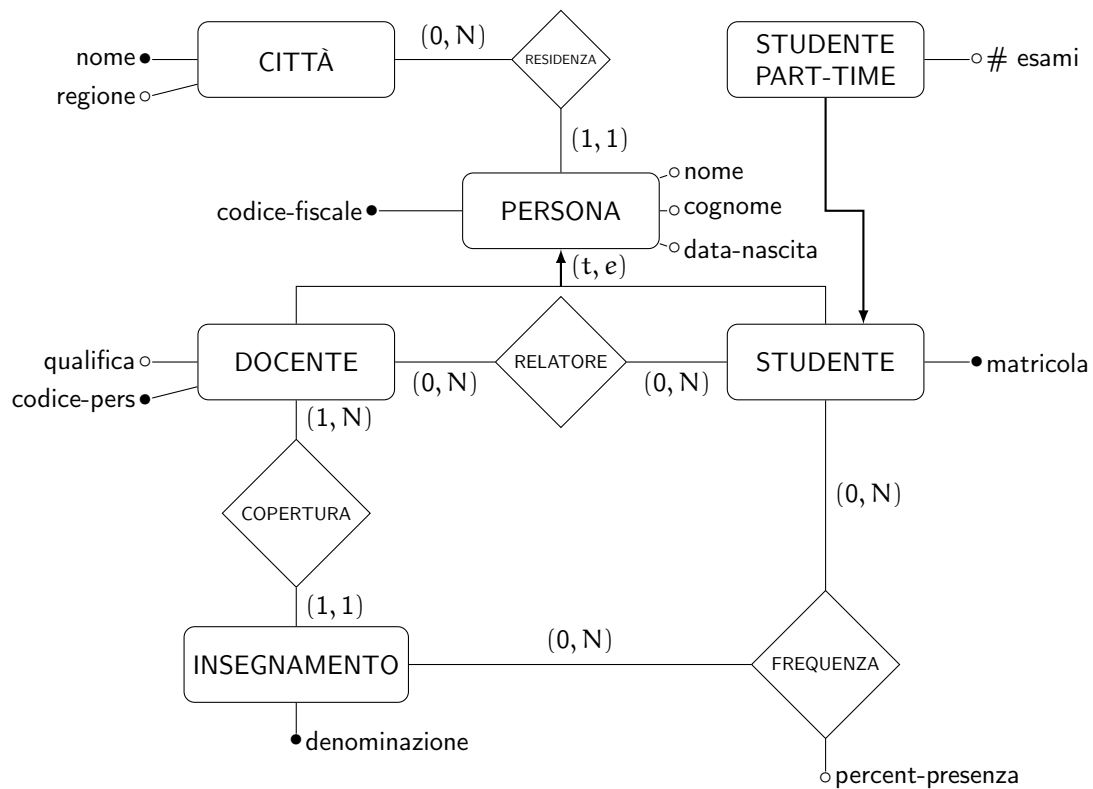 nome
CITTÀ
regione
(0, N)
RESIDENZA
STUDENTE
PART-TIME
# esami
(1, 1)
codice-fiscale
PERSONA
nome
cognome
data-nascita
(t, e)
qualifica
codice-pers
DOCENTE
(0, N)
RELATORE
(0, N)
STUDENTE
matricola
(1, N)
COPERTURA
(0, N)
(1, 1)
INSEGNAMENTO
(0, N)
FREQUENZA
denominazione
percent-presenza